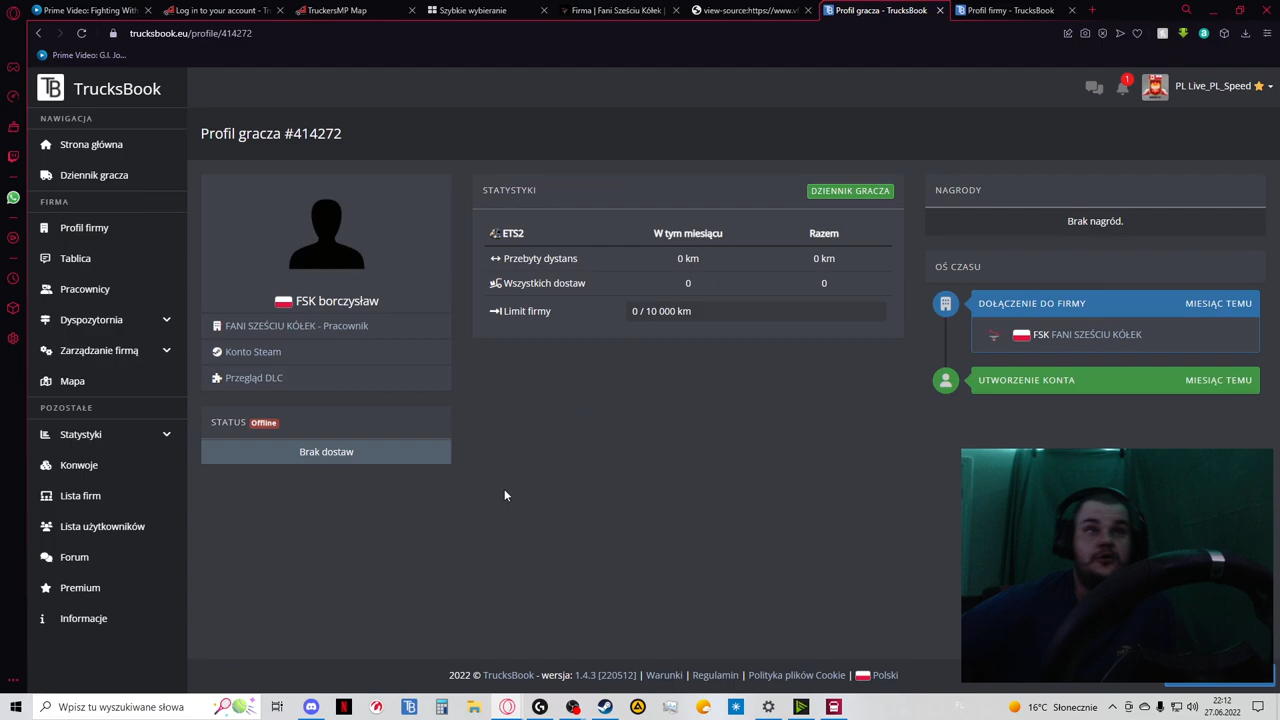 Prime Video: Fighting With
Log in to your account - Tr
TruckersMP Map
Szybkie wybieranie
Firma | Fani Sześciu Kółek |
view-source:https://www.v
Profil gracza - TrucksBook
Profil firmy - TrucksBook
trucksbook.eu/profile/414272
Prime Video: G.I. Jo...
TB TrucksBook
1
PL Live_PL_Speed
NAWIGACJA
Strona główna
Dziennik gracza
FIRMA
Profil firmy
Tablica
Pracownicy
Dyspozytornia
Zarządzanie firmą
Mapa
POZOSTAŁE
Statystyki
Konwoje
Lista firm
Lista użytkowników
Forum
Premium
Informacje
Profil gracza #414272
FSK borczysław
FANI SZEŚCIU KÓŁEK - Pracownik
Konto Steam
Przegląd DLC
STATUS Offline
Brak dostaw
STATYSTYKI
DZIENNIK GRACZA
ETS2 W tym miesiącu Razem
Przebyty dystans 0 km 0 km
Wszystkich dostaw 0 0
Limit firmy 0 / 10 000 km
NAGRODY
Brak nagród.
OŚ CZASU
DOŁĄCZENIE DO FIRMY MIESIĄC TEMU
FSK FANI SZEŚCIU KÓŁEK
UTWORZENIE KONTA MIESIĄC TEMU
2022 © TrucksBook - wersja: 1.4.3 [220512] | Warunki | Regulamin | Polityka plików Cookie | Polski
Wpisz tu wyszukiwane słowa
16°C Słonecznie
22:12
27.06.2022